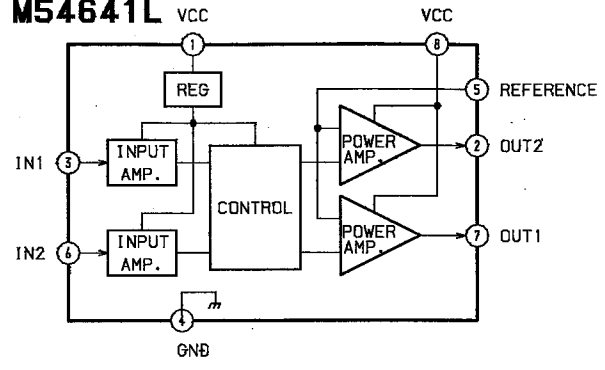 M54641L
VCC
VCC
1
8
REG
5 REFERENCE
IN1 3
INPUT
AMP.
POWER
AMP.
2 OUT2
CONTROL
IN2 6
INPUT
AMP.
POWER
AMP.
7 OUT1
4
GND